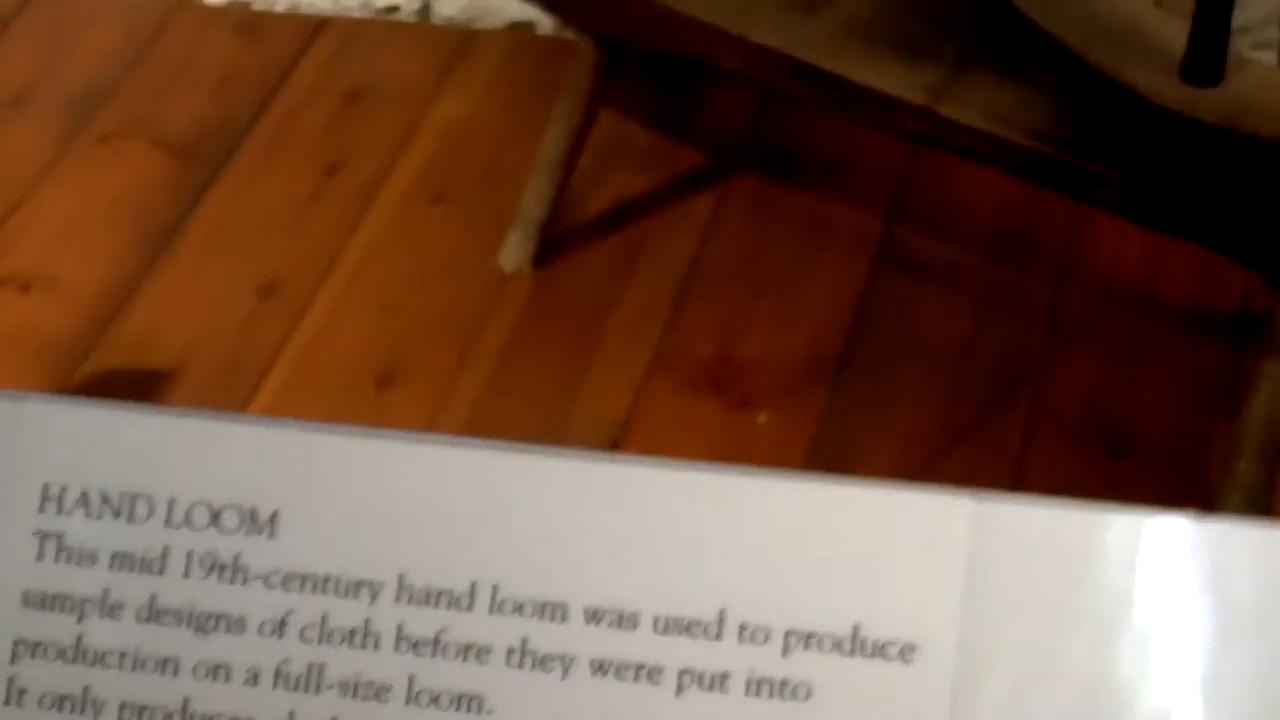 HAND LOOM
This mid 19th-century hand loom was used to produce
sample designs of cloth before they were put into
production on a full-size loom.
It only